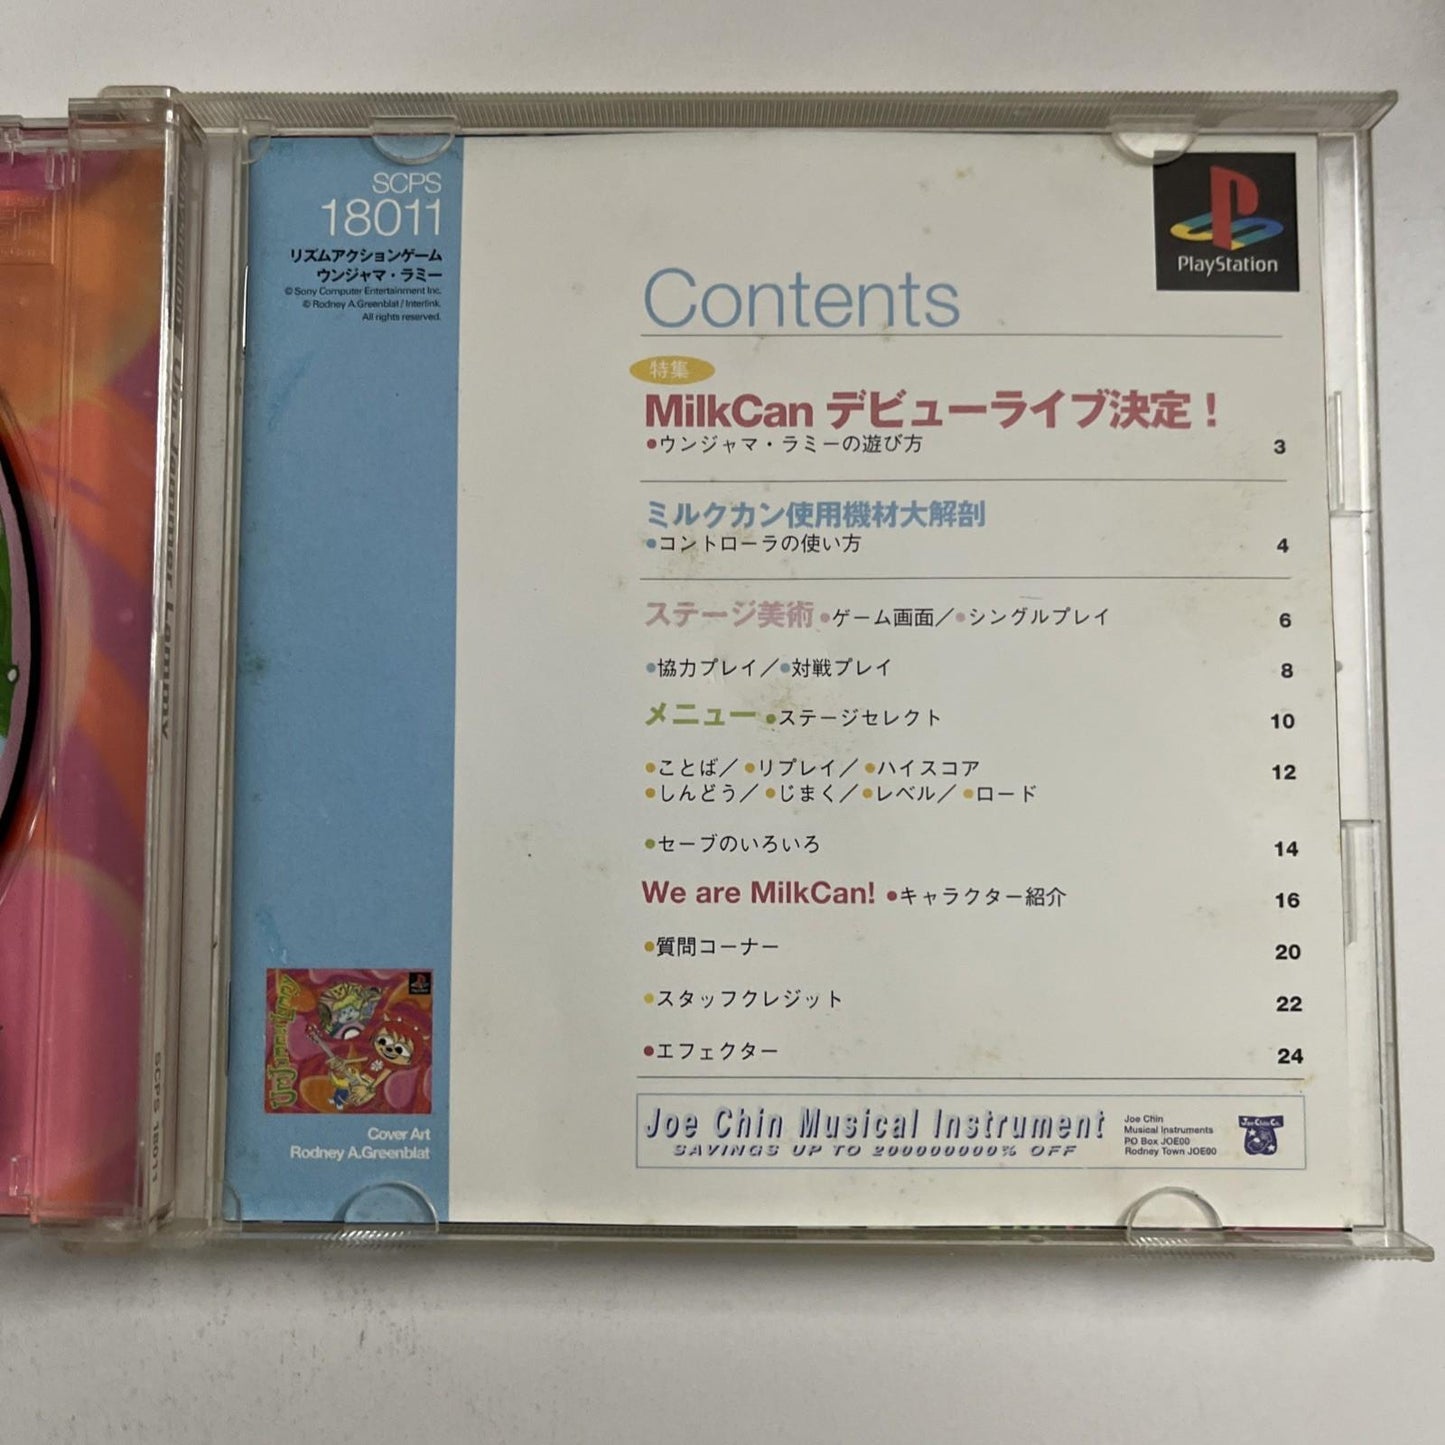 SCPS
18011
リズムアクションゲーム
ウンジャマ・ラミー
© Sony Computer Entertainment Inc.
© Rodney A.Greenblat / Interlink.
All rights reserved.
PlayStation
Contents
特集
MilkCan デビューライブ決定！
●ウンジャマ・ラミーの遊び方 3
ミルクカン使用機材大解剖
●コントローラの使い方 4
ステージ美術 ●ゲーム画面／●シングルプレイ 6
●協力プレイ／●対戦プレイ 8
メニュー ●ステージセレクト 10
●ことば／●リプレイ／●ハイスコア 12
●しんどう／●じまく／●レベル／●ロード
●セーブのいろいろ 14
We are MilkCan! ●キャラクター紹介 16
●質問コーナー 20
●スタッフクレジット 22
●エフェクター 24
UmJammer Lammy
Cover Art
Rodney A.Greenblat
Joe Chin Musical Instrument
SAVINGS UP TO 200000000% OFF
Joe Chin
Musical Instruments
PO Box JOE00
Rodney Town JOE00
Um Jammer Lammy
SCPS 18011